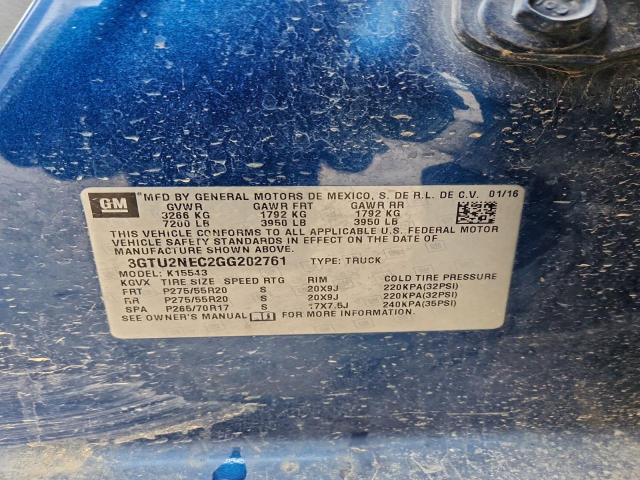 GM
MFD BY GENERAL MOTORS DE MEXICO, S. DE R.L. DE C.V. 01/16
GVWR GAWR FRT GAWR RR
3266 KG 1792 KG 1792 KG
7200 LB 3950 LB 3950 LB
THIS VEHICLE CONFORMS TO ALL APPLICABLE U.S. FEDERAL MOTOR
VEHICLE SAFETY STANDARDS IN EFFECT ON THE DATE OF
MANUFACTURE SHOWN ABOVE.
3GTU2NEC2GG202761 TYPE: TRUCK
MODEL: K15543
KGVX TIRE SIZE SPEED RTG RIM COLD TIRE PRESSURE
FRT P275/55R20 S 20X9J 220KPA(32PSI)
RR P275/55R20 S 20X9J 220KPA(32PSI)
SPA P265/70R17 S 17X7.5J 240KPA(35PSI)
SEE OWNER'S MANUAL FOR MORE INFORMATION.